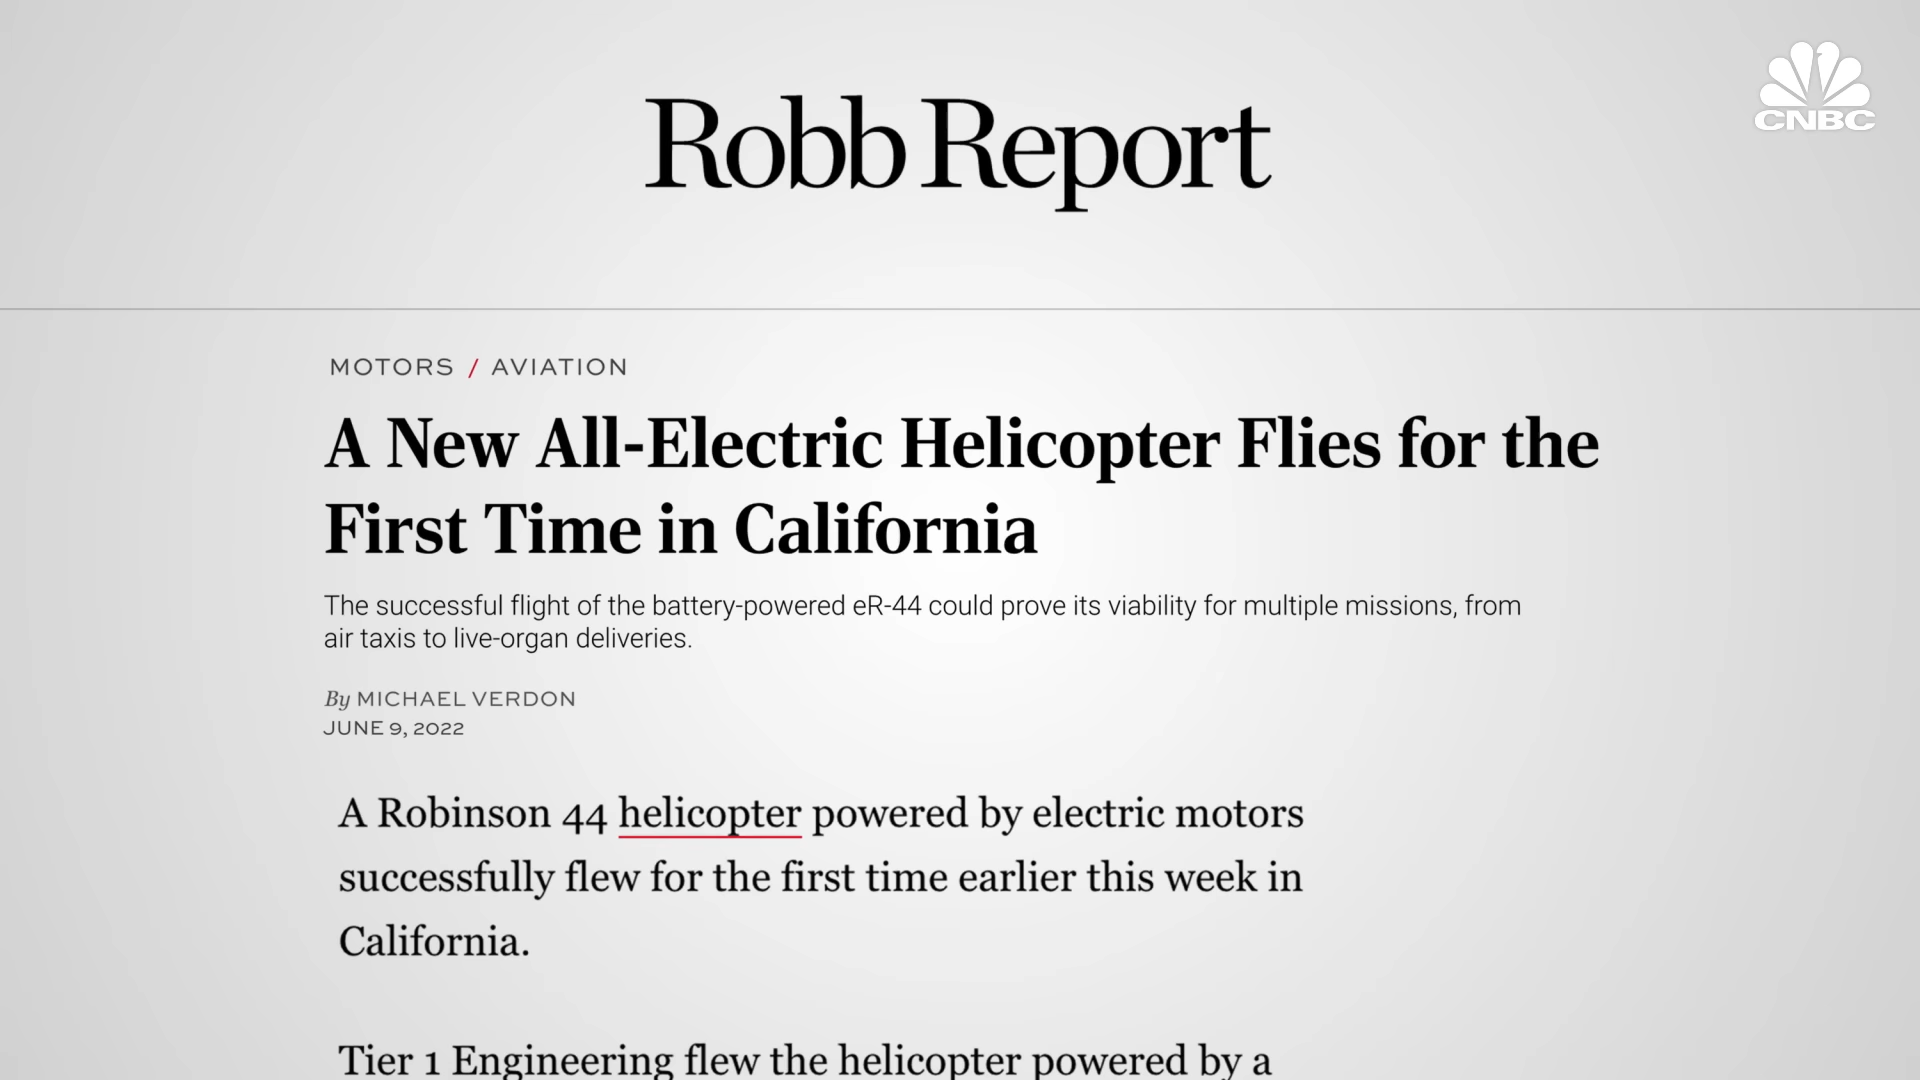 CNBC
Robb Report
MOTORS / AVIATION
A New All-Electric Helicopter Flies for the
First Time in California
The successful flight of the battery-powered eR-44 could prove its viability for multiple missions, from
air taxis to live-organ deliveries.
By MICHAEL VERDON
JUNE 9, 2022
A Robinson 44 helicopter powered by electric motors
successfully flew for the first time earlier this week in
California.
Tier 1 Engineering flew the helicopter powered by a